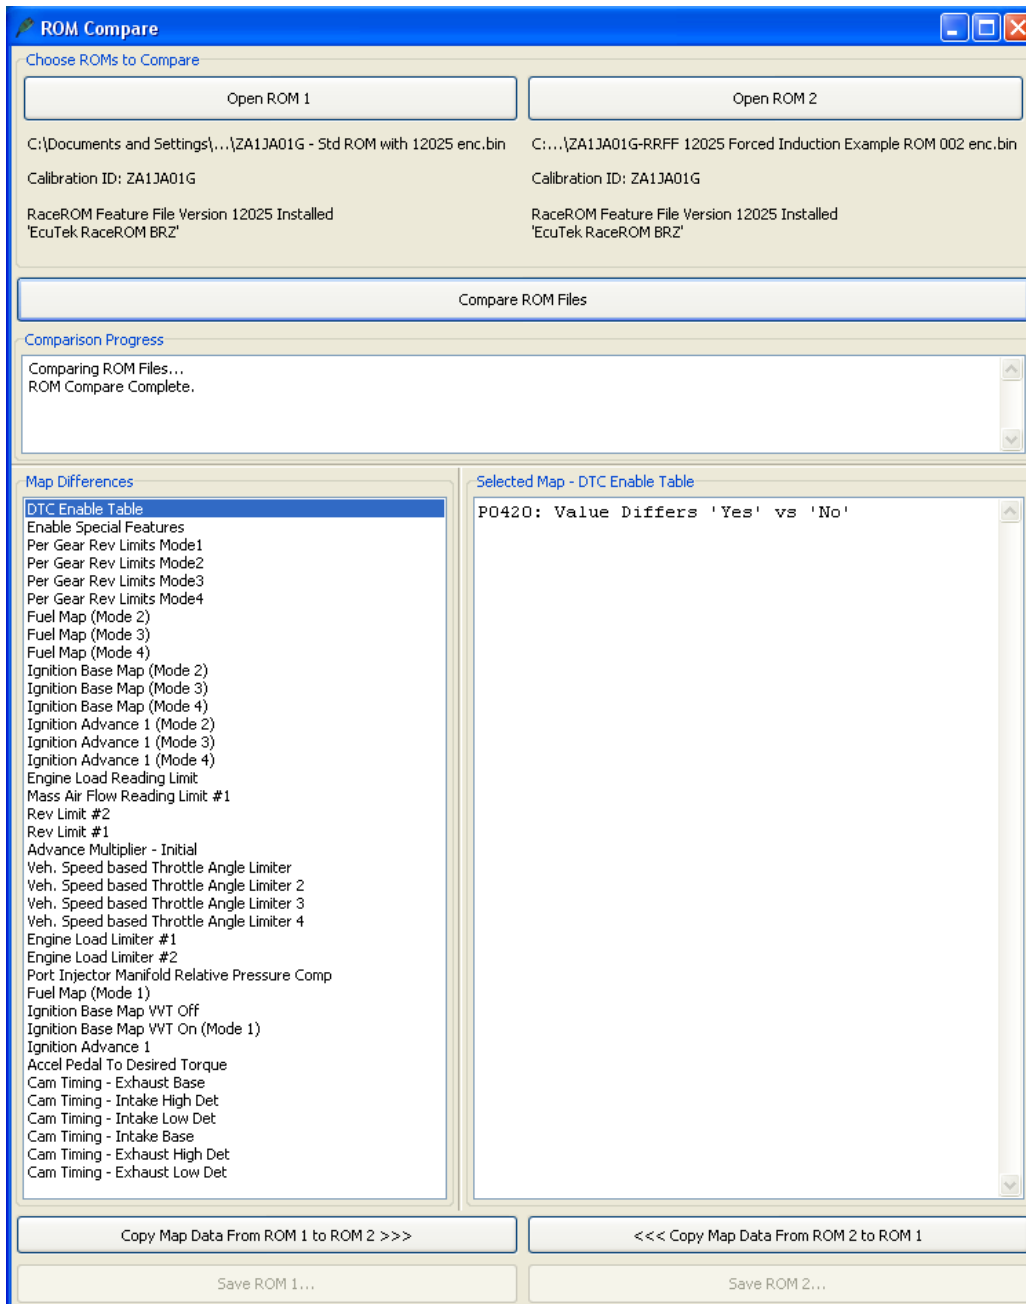 ROM Compare
Choose ROMs to Compare
Open ROM 1
Open ROM 2
C:\Documents and Settings\...\ZA1JA01G - Std ROM with 12025 enc.bin
C:...\ZA1JA01G-RRFF 12025 Forced Induction Example ROM 002 enc.bin
Calibration ID: ZA1JA01G
Calibration ID: ZA1JA01G
RaceROM Feature File Version 12025 Installed
'EcuTek RaceROM BRZ'
RaceROM Feature File Version 12025 Installed
'EcuTek RaceROM BRZ'
Compare ROM Files
Comparison Progress
Comparing ROM Files...
ROM Compare Complete.
Map Differences
DTC Enable Table
Enable Special Features
Per Gear Rev Limits Mode1
Per Gear Rev Limits Mode2
Per Gear Rev Limits Mode3
Per Gear Rev Limits Mode4
Fuel Map (Mode 2)
Fuel Map (Mode 3)
Fuel Map (Mode 4)
Ignition Base Map (Mode 2)
Ignition Base Map (Mode 3)
Ignition Base Map (Mode 4)
Ignition Advance 1 (Mode 2)
Ignition Advance 1 (Mode 3)
Ignition Advance 1 (Mode 4)
Engine Load Reading Limit
Mass Air Flow Reading Limit #1
Rev Limit #2
Rev Limit #1
Advance Multiplier - Initial
Veh. Speed based Throttle Angle Limiter
Veh. Speed based Throttle Angle Limiter 2
Veh. Speed based Throttle Angle Limiter 3
Veh. Speed based Throttle Angle Limiter 4
Engine Load Limiter #1
Engine Load Limiter #2
Port Injector Manifold Relative Pressure Comp
Fuel Map (Mode 1)
Ignition Base Map VVT Off
Ignition Base Map VVT On (Mode 1)
Ignition Advance 1
Accel Pedal To Desired Torque
Cam Timing - Exhaust Base
Cam Timing - Intake High Det
Cam Timing - Intake Low Det
Cam Timing - Intake Base
Cam Timing - Exhaust High Det
Cam Timing - Exhaust Low Det
Selected Map - DTC Enable Table
P0420: Value Differs 'Yes' vs 'No'
Copy Map Data From ROM 1 to ROM 2 >>>
<<< Copy Map Data From ROM 2 to ROM 1
Save ROM 1...
Save ROM 2...